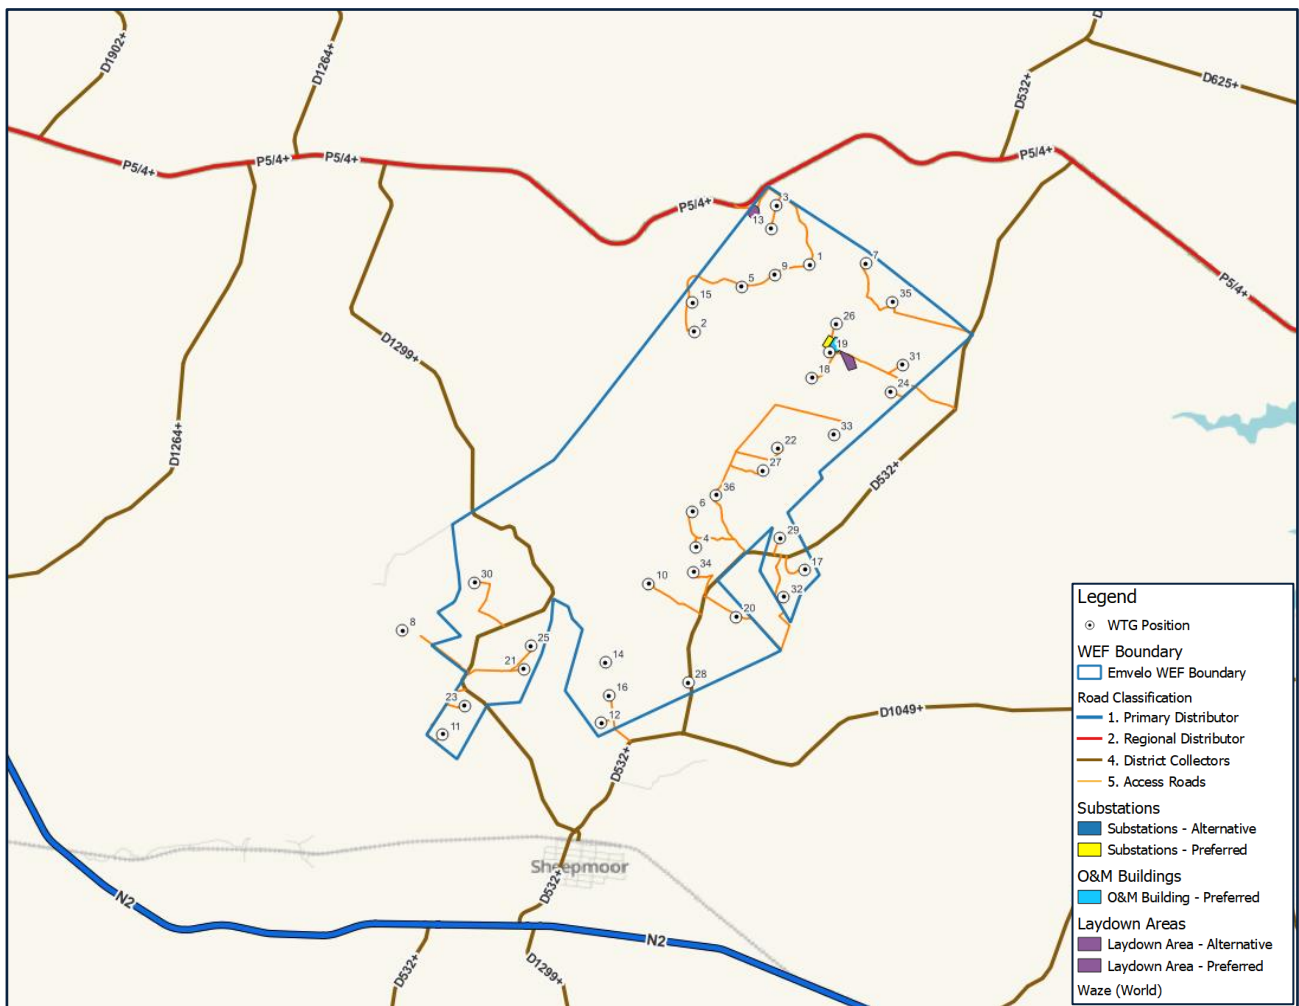 D
D1902+
D1264+
D532+
D625+
P5/4+
P5/4+
P5/4+
P5/4+
P5/4+
P5/4+
3
13
1
7
9
5
15
35
2
26
19
31
18
24
D1299+
D1264+
33
22
27
D532+
36
6
29
4
17
34
30
10
32
20
8
25
14
21
28
16
23
12
11
D1049+
D532+
Sheepmoor
D532+
N2
N2
D532+
D1299+
Legend
WTG Position
WEF Boundary
Emvelo WEF Boundary
Road Classification
1. Primary Distributor
2. Regional Distributor
4. District Collectors
5. Access Roads
Substations
Substations - Alternative
Substations - Preferred
O&M Buildings
O&M Building - Preferred
Laydown Areas
Laydown Area - Alternative
Laydown Area - Preferred
Waze (World)